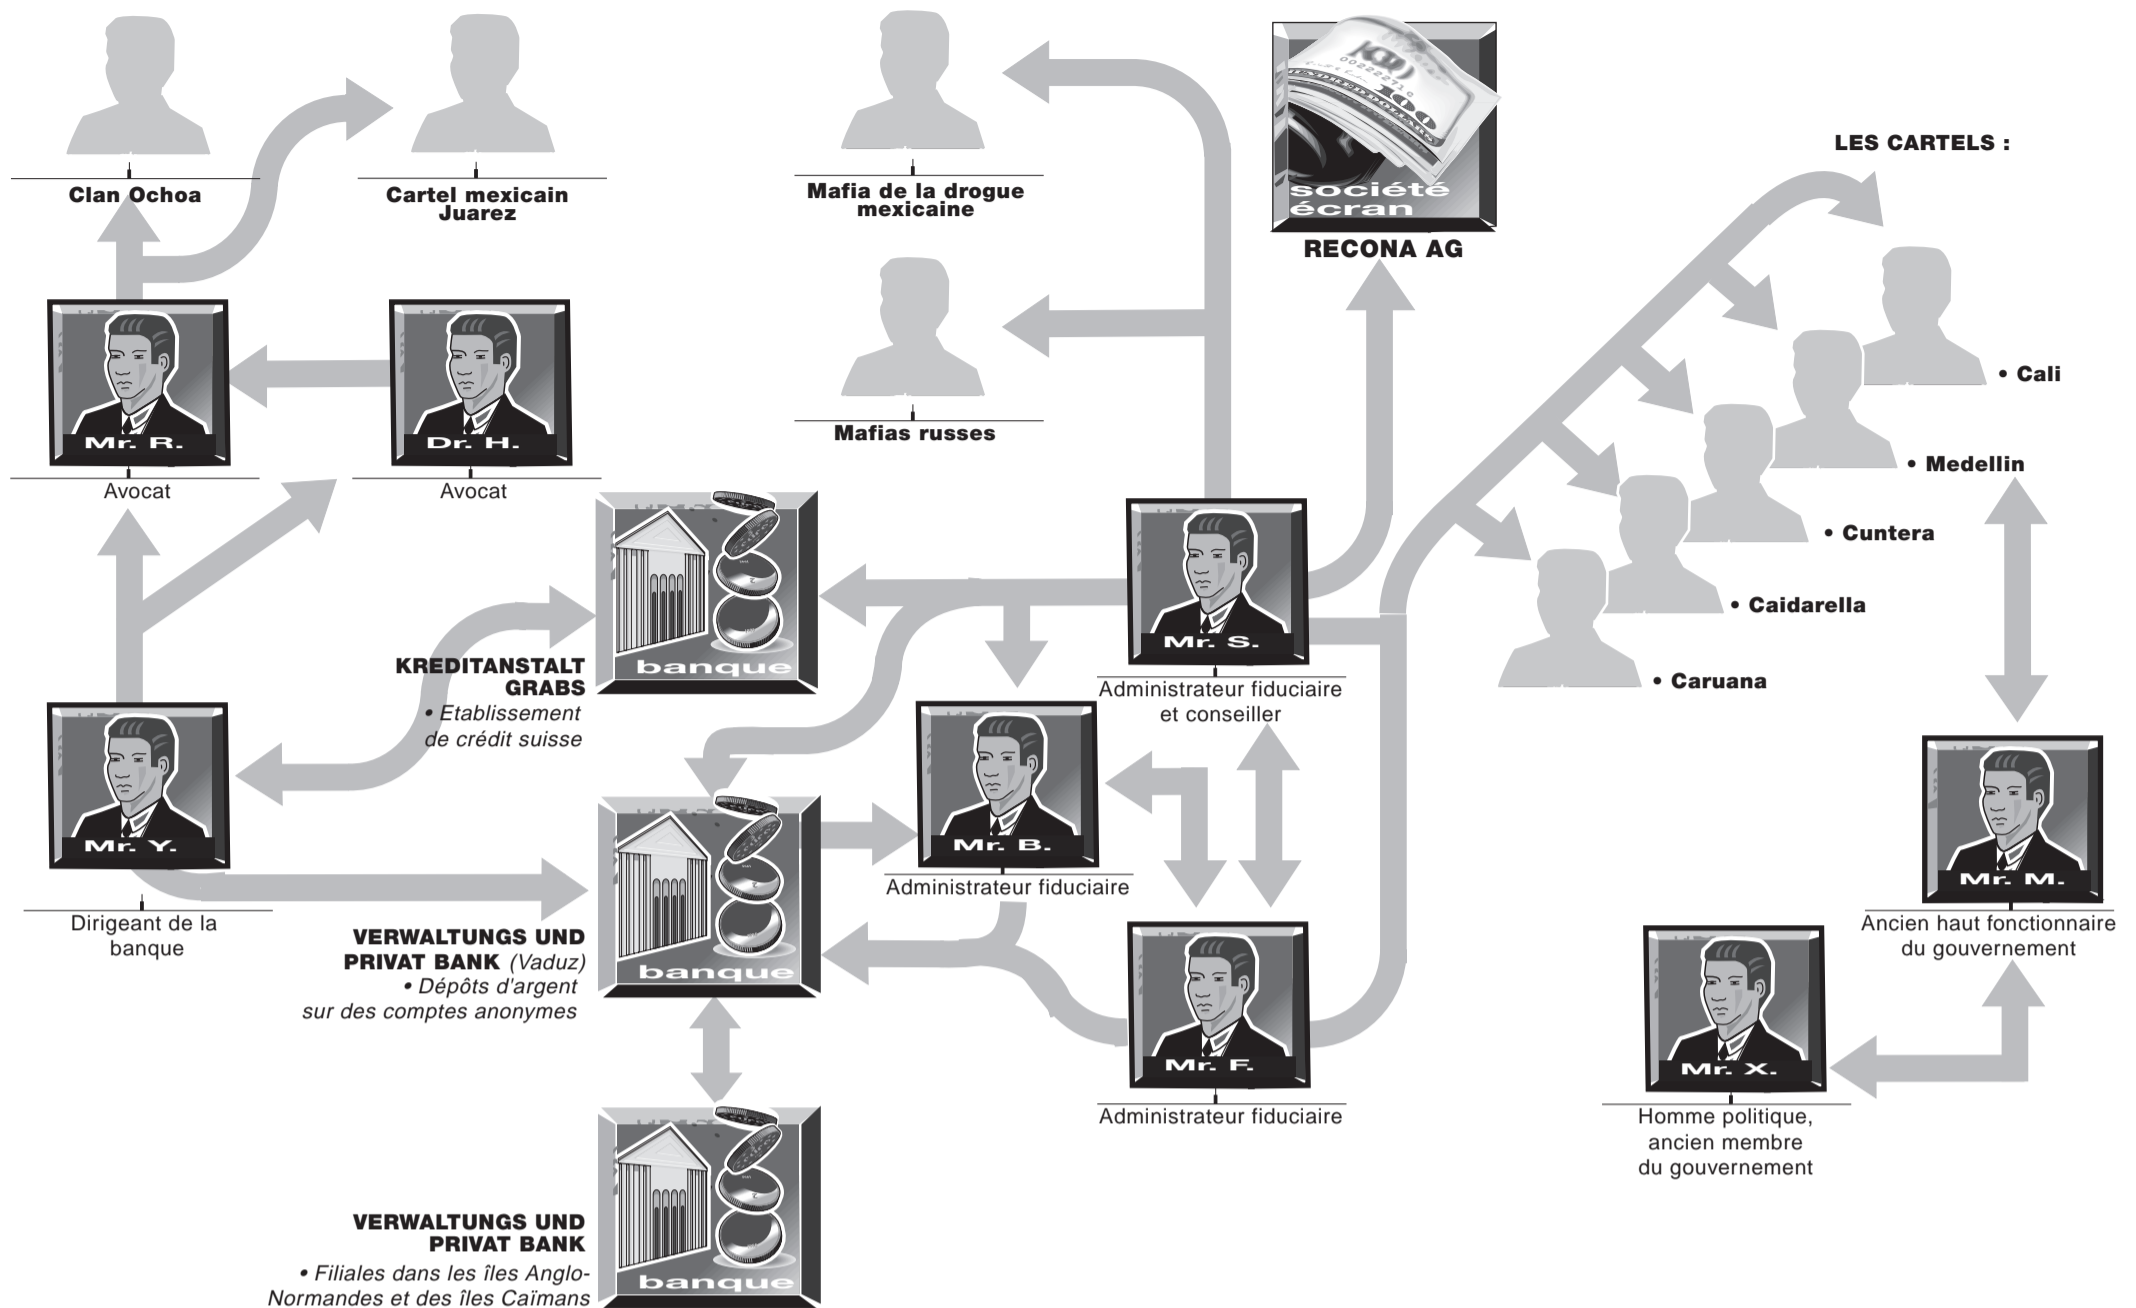 Clan Ochoa
Cartel mexicain
Juarez
Mafia de la drogue
mexicaine
société
écran
RECONA AG
LES CARTELS :
• Cali
• Medellin
• Cuntera
• Caidarella
• Caruana
Mafias russes
Mr. R.
Avocat
Dr. H.
Avocat
banque
KREDITANSTALT
GRABS
• Etablissement
de crédit suisse
Mr. S.
Administrateur fiduciaire
et conseiller
Mr. Y.
Dirigeant de la
banque
banque
VERWALTUNGS UND
PRIVAT BANK (Vaduz)
• Dépôts d'argent
sur des comptes anonymes
Mr. B.
Administrateur fiduciaire
Mr. F.
Administrateur fiduciaire
Mr. M.
Ancien haut fonctionnaire
du gouvernement
Mr. X.
Homme politique,
ancien membre
du gouvernement
banque
VERWALTUNGS UND
PRIVAT BANK
• Filiales dans les îles Anglo-
Normandes et des îles Caïmans